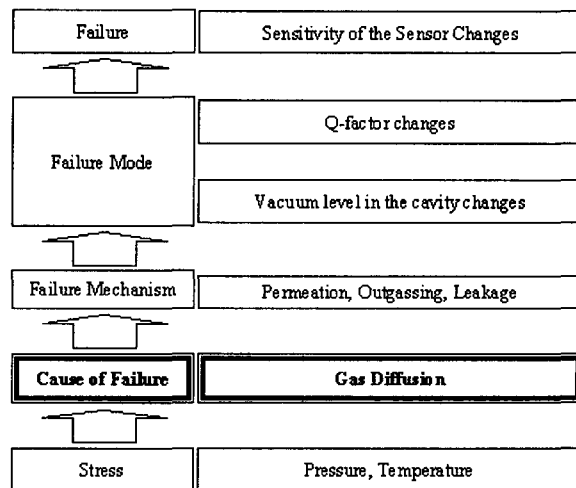 Failure
Sensitivity of the Sensor Changes
Failure Mode
Q-factor changes
Vacuum level in the cavity changes
Failure Mechanism
Permeation, Outgassing, Leakage
Cause of Failure
Gas Diffusion
Stress
Pressure, Temperature